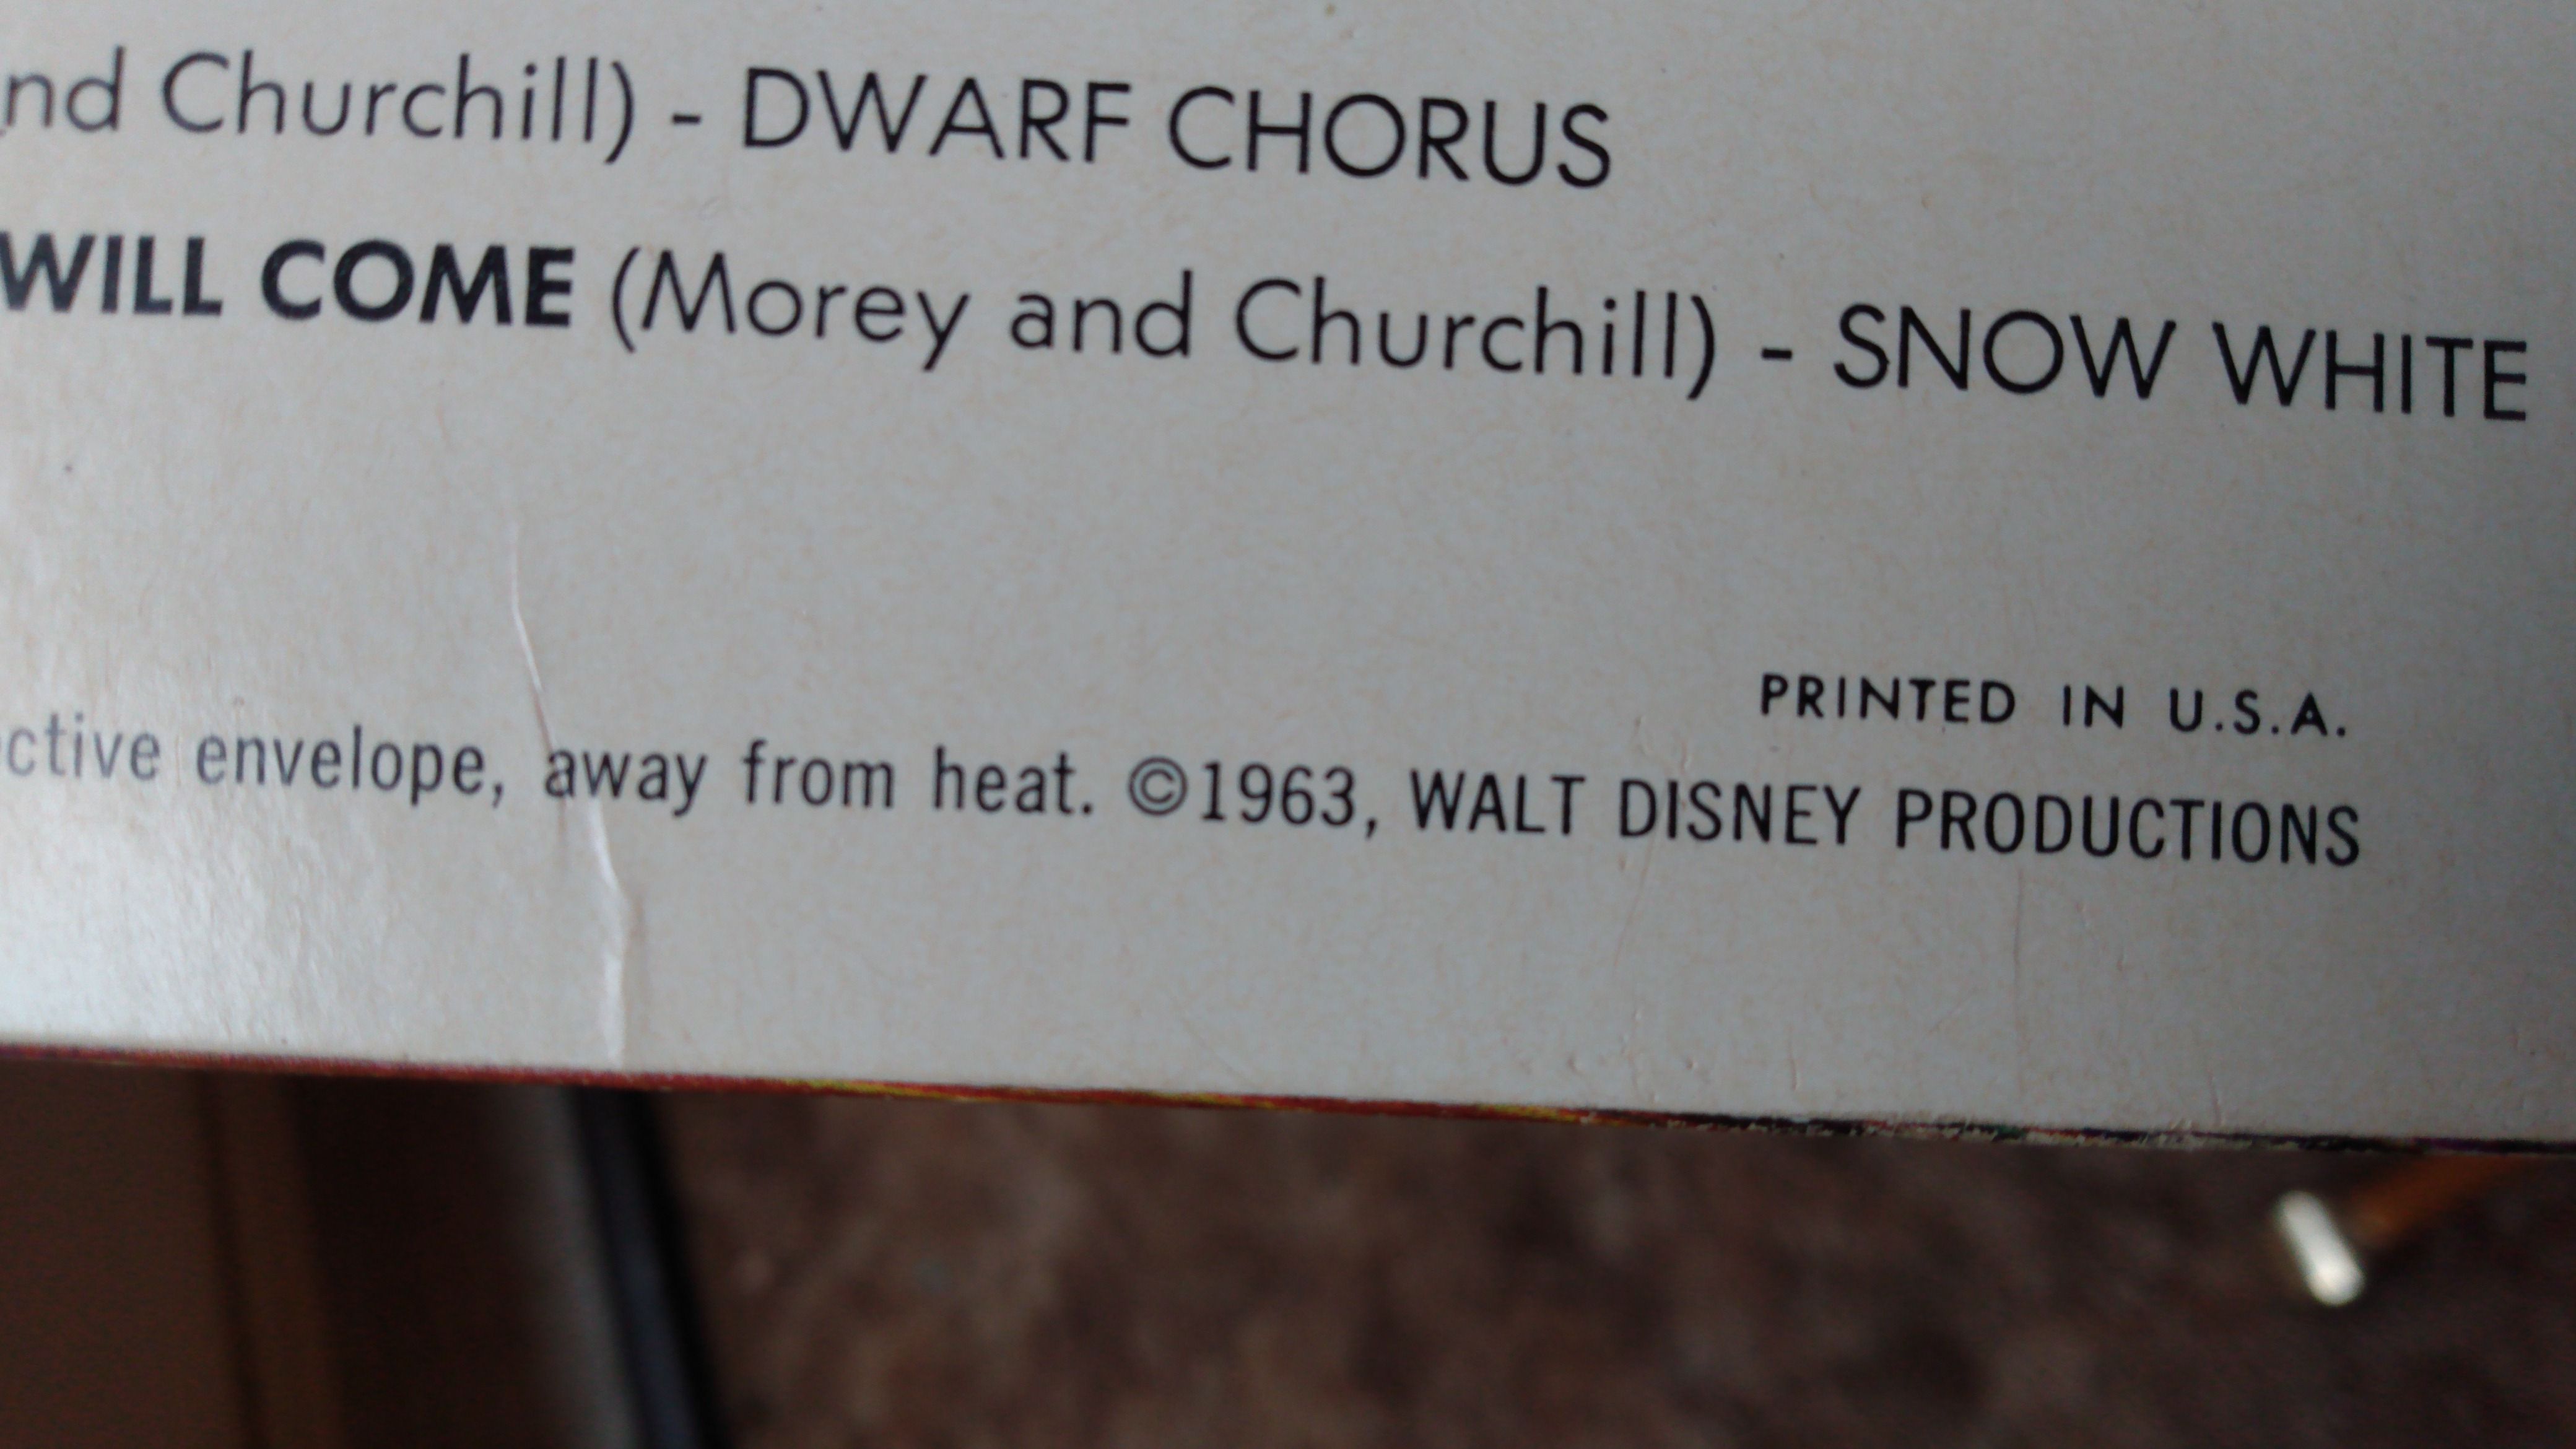 nd Churchill) - DWARF CHORUS
WILL COME (Morey and Churchill) - SNOW WHITE
PRINTED IN U.S.A.
ctive envelope, away from heat. ©1963, WALT DISNEY PRODUCTIONS